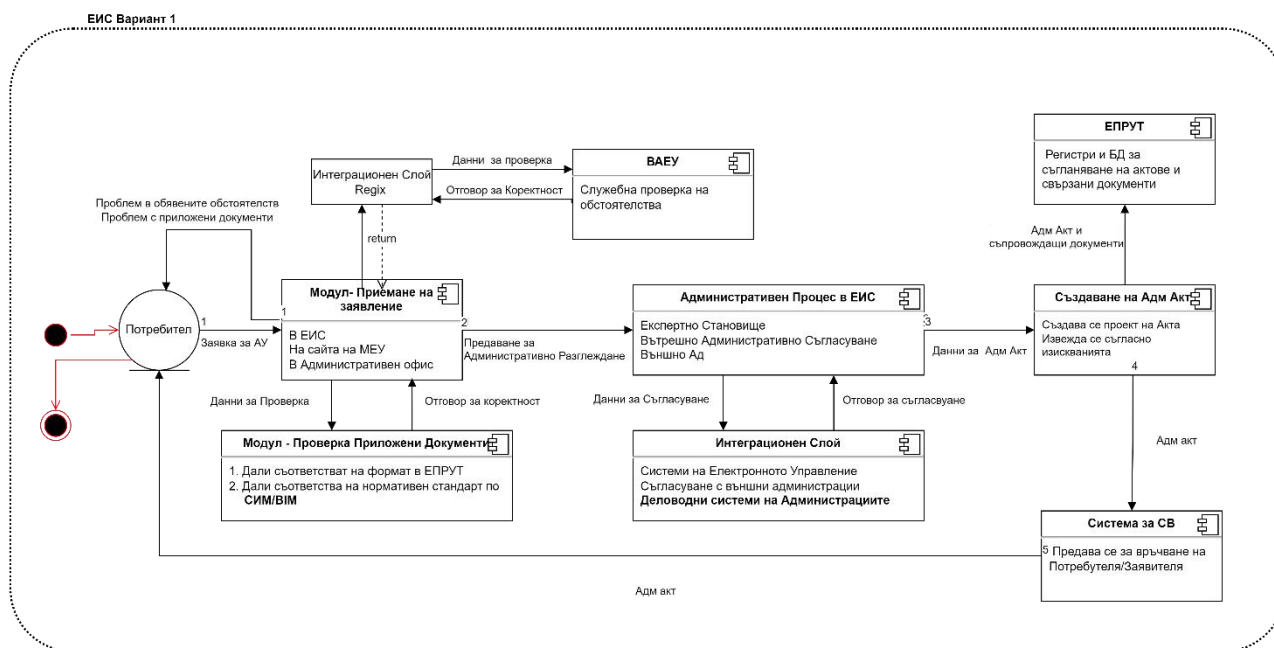 ЕИС Вариант 1
ЕПРУТ
Регистри и БД за
съгланяване на актове и
свързани документи
Данни за проверка
ВАЕУ
Интеграционен Слой
Regix
Отговор за Коректност
Служебна проверка на
обстоятелства
Проблем в обявените обстоятелств
Проблем с приложени документи
return
Адм Акт и
съпровождащи документи
Модул- Приемане на
заявление
1
В ЕИС
На сайта на МЕУ
В Административен офис
Потребител
1
Заявка за АУ
2
Предаване за
Административно Разглеждане
Административен Процес в ЕИС
Експертно Становище
Вътрешно Административно Съгласуване
Външно Ад
3
Данни за Адм Акт
Създаване на Адм Акт
Създава се проект на Акта
Извежда се съгласно
изискванията
4
Данни за Проверка
Отговор за коректност
Данни за Съгласуване
Отговор за съгласвуане
Модул - Проверка Приложени Документи
1. Дали съответстват на формат в ЕПРУТ
2. Дали съответства на нормативен стандарт по
СИМ/BIM
Интеграционен Слой
Системи на Електронното Управление
Съгласуване с външни администрации
Деловодни системи на Администрациите
Адм акт
Система за СВ
5
Предава се за връчване на
Потребутеля/Заявителя
Адм акт